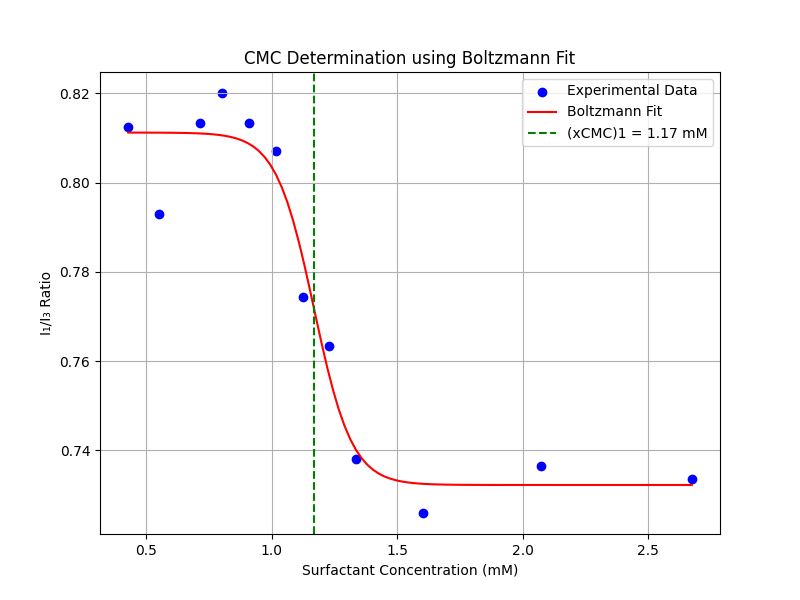 CMC Determination using Boltzmann Fit
Experimental Data
Boltzmann Fit
(xCMC)1 = 1.17 mM
I₁/I₃ Ratio
0.82
0.80
0.78
0.76
0.74
0.5
1.0
1.5
2.0
2.5
Surfactant Concentration (mM)